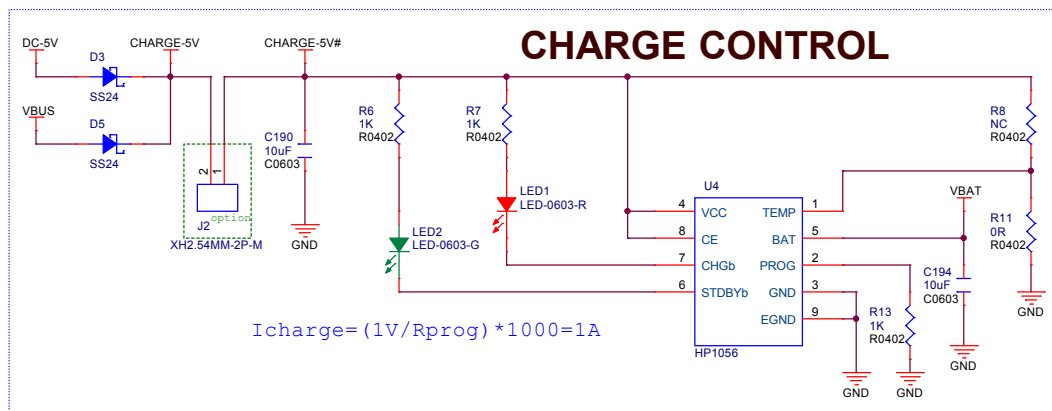 CHARGE CONTROL
DC-5V
CHARGE-5V
CHARGE-5V#
D3
SS24
VBUS
D5
SS24
2
1
option
J2
XH2.54MM-2P-M
C190
10uF
C0603
GND
R6
1K
R0402
R7
1K
R0402
LED1
LED-0603-R
LED2
LED-0603-G
R8
NC
R0402
R11
0R
R0402
GND
U4
4
VCC
TEMP
1
8
CE
BAT
5
7
CHGb
PROG
2
6
STDBYb
GND
3
EGND
9
HP1056
VBAT
C194
10uF
C0603
GND
R13
1K
R0402
GND
GND
Icharge=(1V/Rprog)*1000=1A